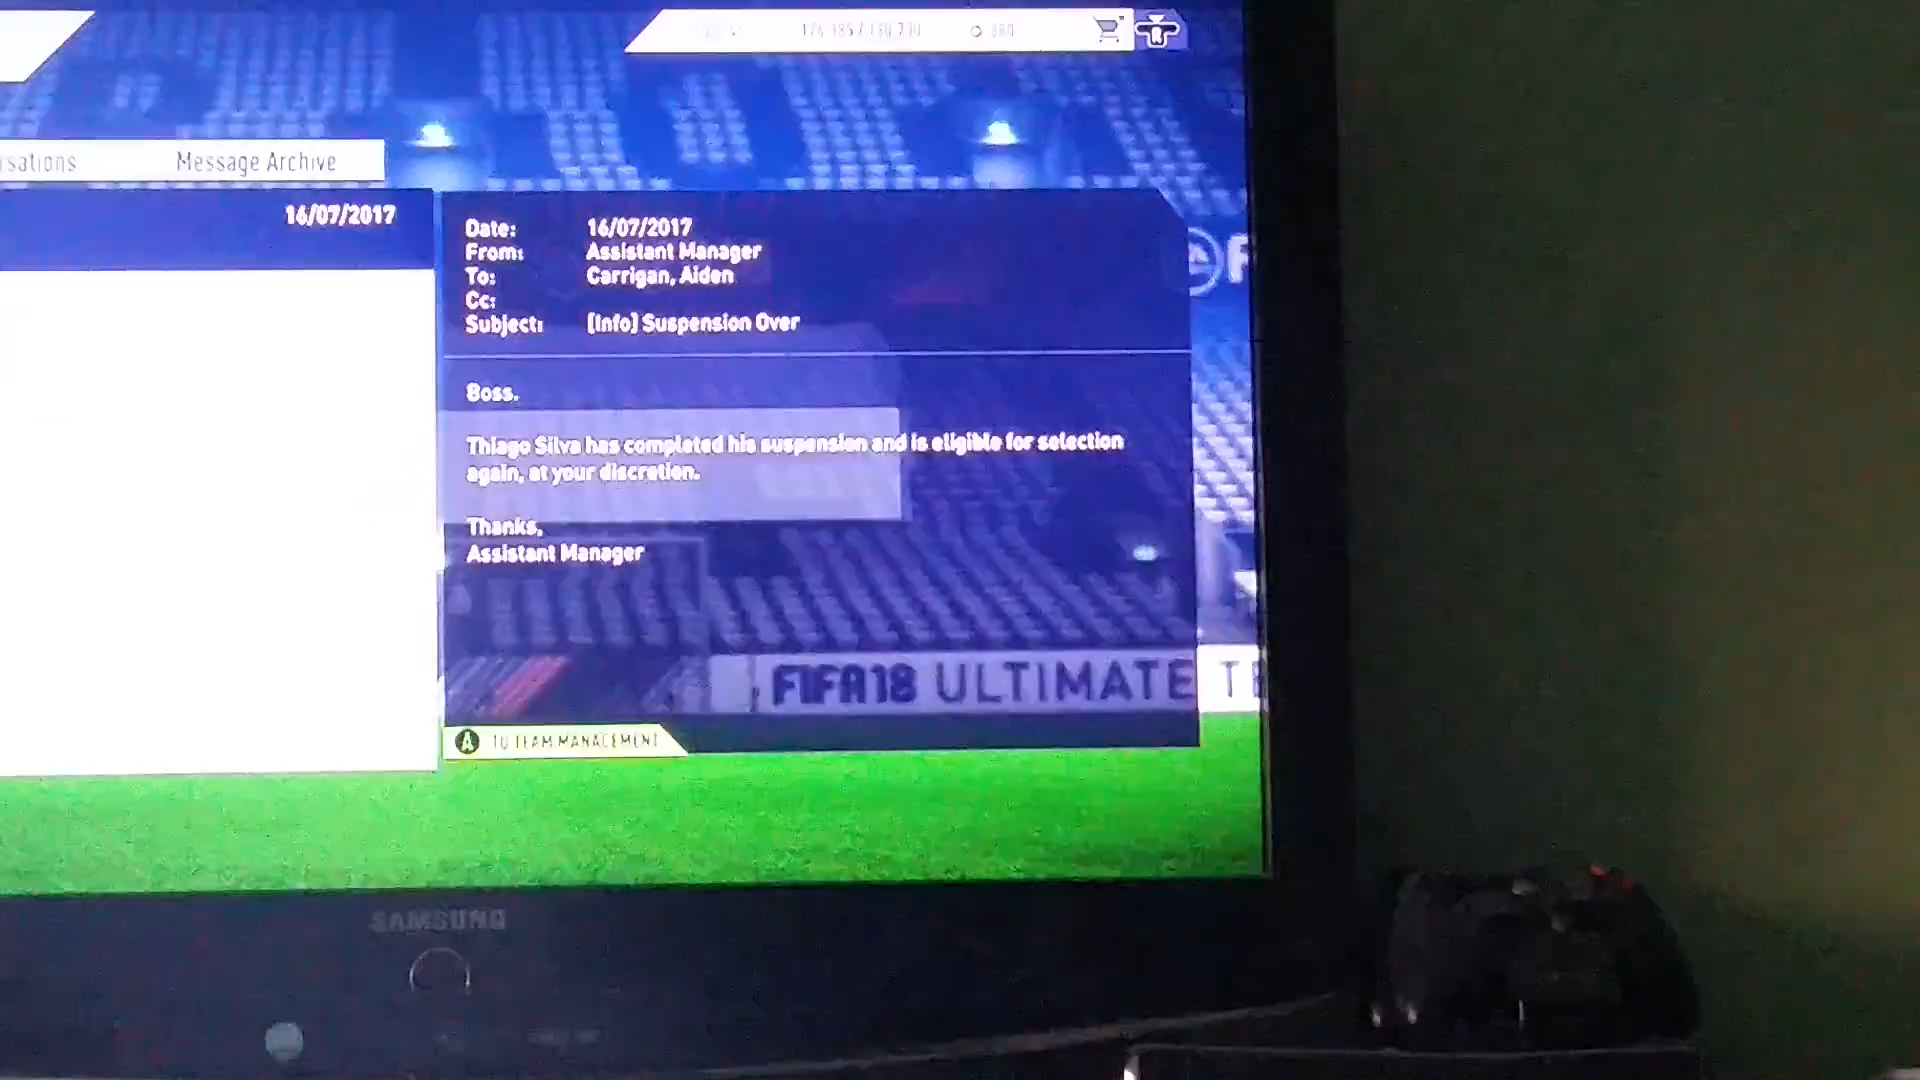 rsations
Message Archive
16/07/2017
Date: 16/07/2017
From: Assistant Manager
To: Carrigan, Aiden
Cc:
Subject: [Info] Suspension Over
Boss.
Thiago Silva has completed his suspension and is eligible for selection
again, at your discretion.
Thanks,
Assistant Manager
F
FIFA18 ULTIMATE TE
A TO TEAM MANAGEMENT
SAMSUNG
R